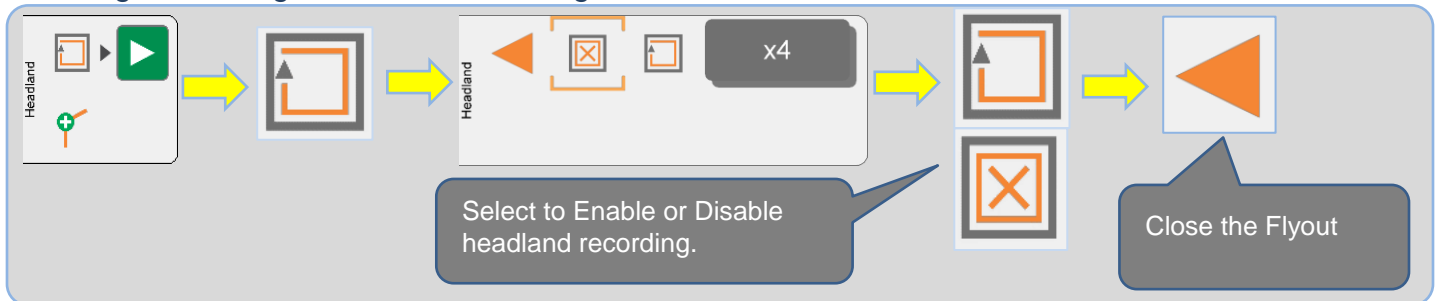 Headland
Headland
x4
Select to Enable or Disable
headland recording.
Close the Flyout